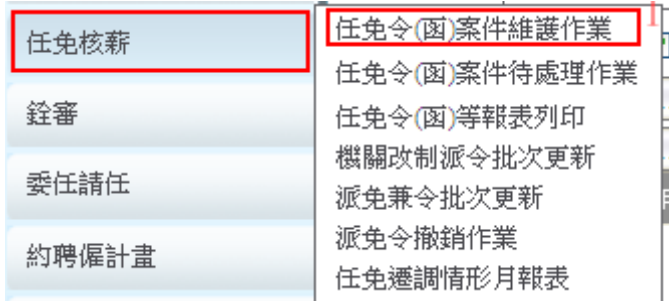 任免核薪
銓審
委任請任
約聘僱計畫
任免令(函)案件維護作業
任免令(函)案件待處理作業
任免令(函)等報表列印
機關改制派令批次更新
派免兼令批次更新
派免令撤銷作業
任免遷調情形月報表
1